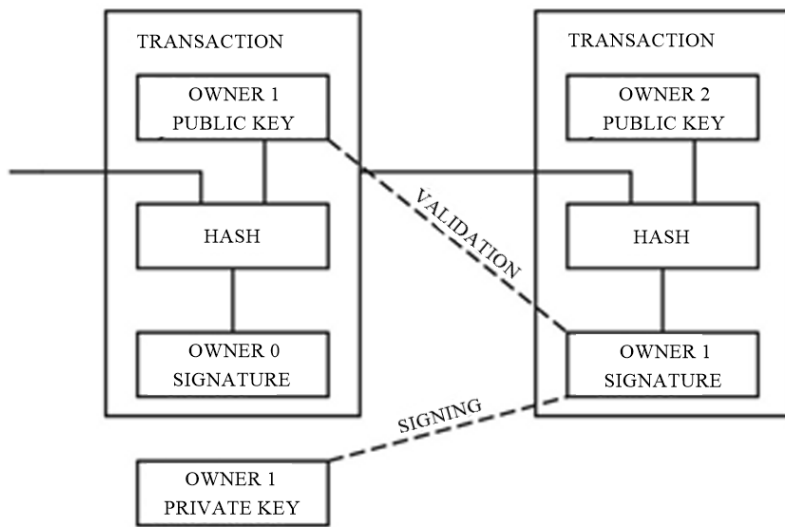 TRANSACTION
OWNER 1
PUBLIC KEY
HASH
OWNER 0
SIGNATURE
OWNER 1
PRIVATE KEY
VALIDATION
SIGNING
TRANSACTION
OWNER 2
PUBLIC KEY
HASH
OWNER 1
SIGNATURE